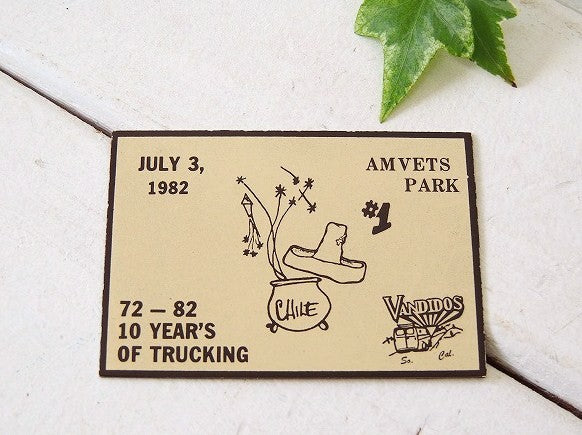 JULY 3,
1982
AMVETS
PARK
#1
CHILE
72 – 82
10 YEAR'S
OF TRUCKING
VANDIDOS
So. Cal.